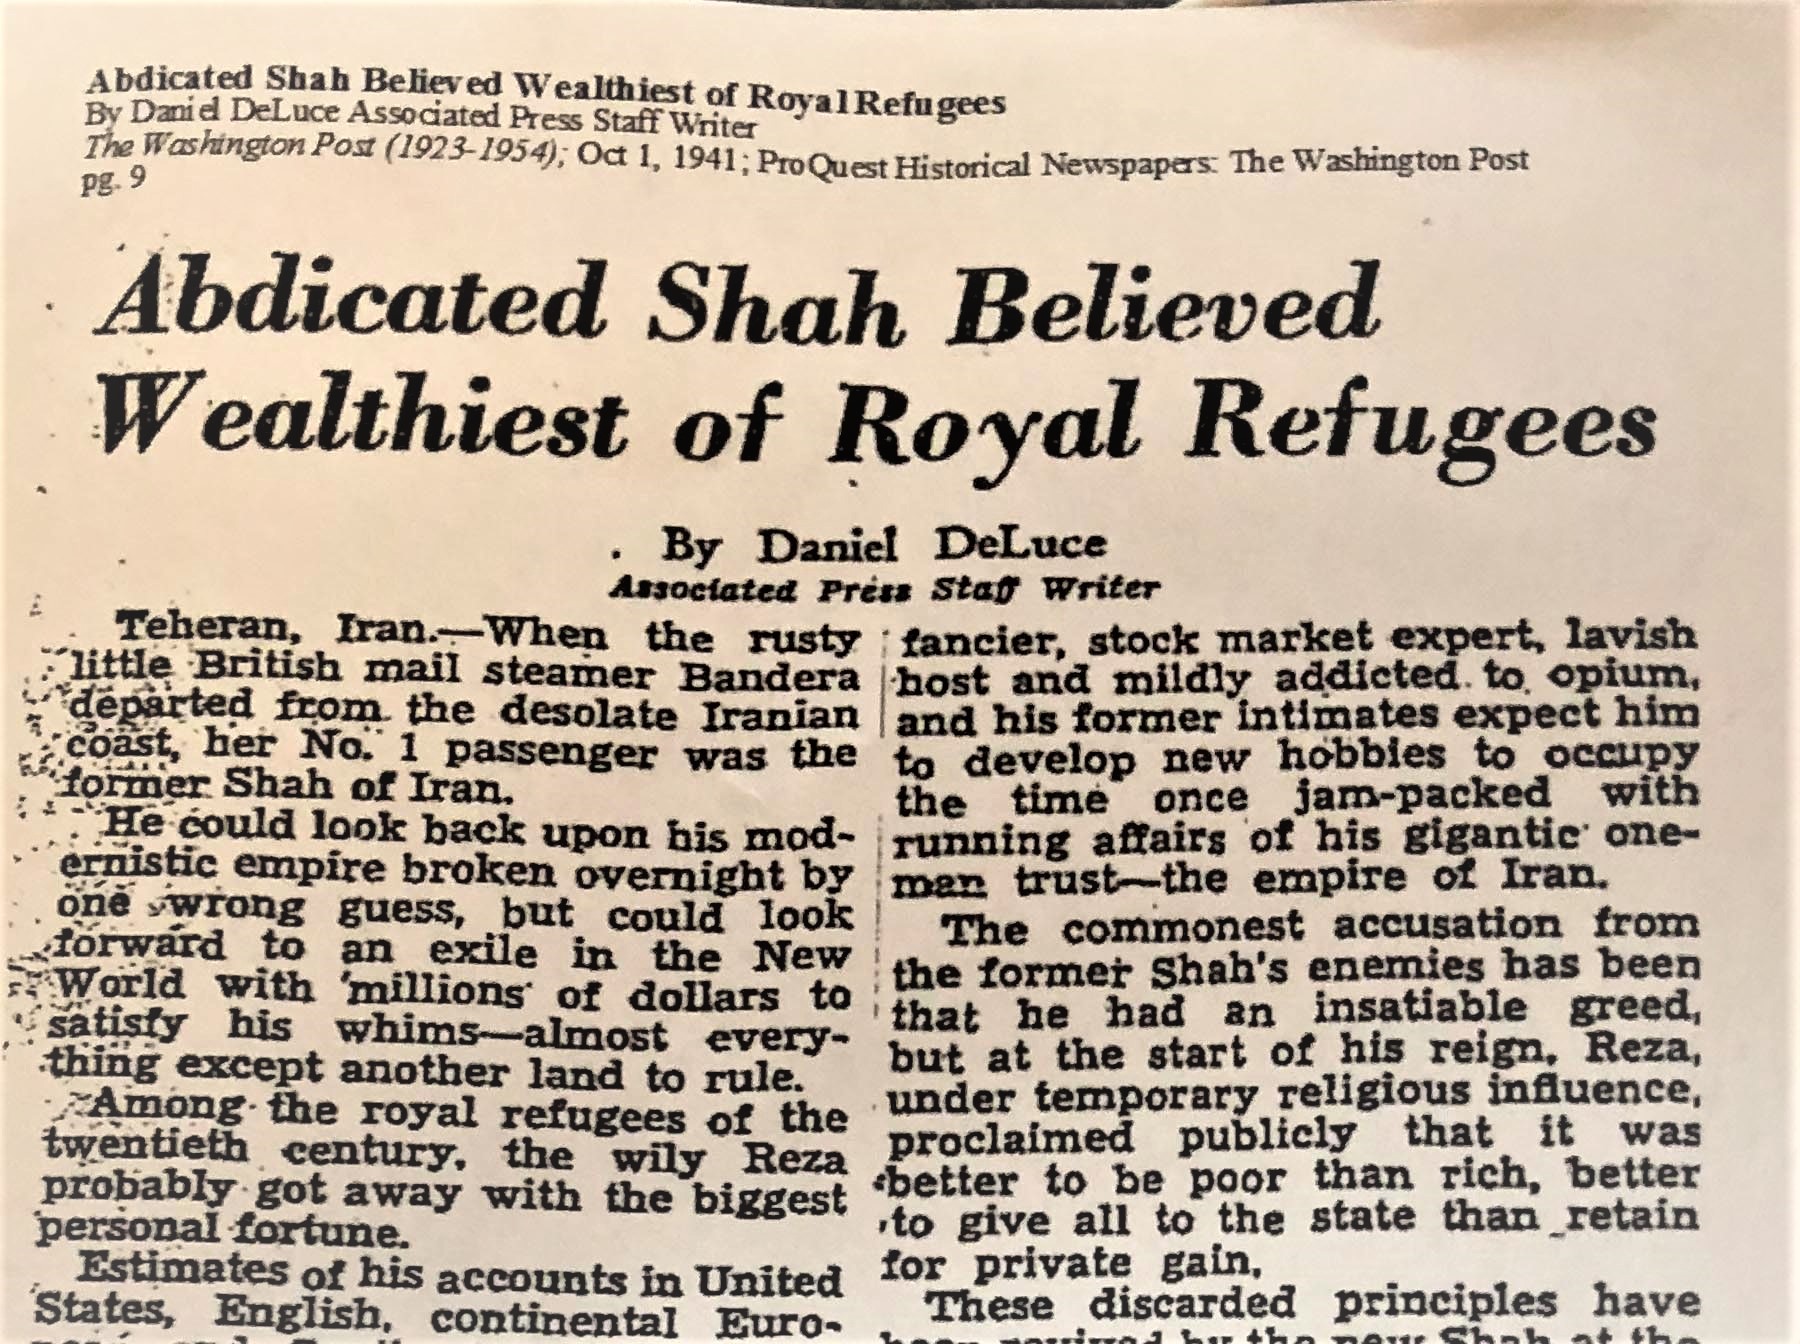 Abdicated Shah Believed Wealthiest of Royal Refugees
By Daniel DeLuce Associated Press Staff Writer
The Washington Post (1923-1954); Oct 1, 1941; ProQuest Historical Newspapers: The Washington Post
pg. 9
Abdicated Shah Believed
Wealthiest of Royal Refugees
By Daniel DeLuce
Associated Press Staff Writer
Teheran, Iran.—When the rusty
little British mail steamer Bandera
departed from the desolate Iranian
coast, her No. 1 passenger was the
former Shah of Iran.
He could look back upon his mod-
ernistic empire broken overnight by
one wrong guess, but could look
forward to an exile in the New
World with millions of dollars to
satisfy his whims—almost every-
thing except another land to rule.
Among the royal refugees of the
twentieth century, the wily Reza
probably got away with the biggest
personal fortune.
Estimates of his accounts in United
States, English, continental Euro-
fancier, stock market expert, lavish
host and mildly addicted to opium,
and his former intimates expect him
to develop new hobbies to occupy
the time once jam-packed with
running affairs of his gigantic one-
man trust—the empire of Iran.
The commonest accusation from
the former Shah's enemies has been
that he had an insatiable greed,
but at the start of his reign, Reza,
under temporary religious influence,
proclaimed publicly that it was
better to be poor than rich, better
to give all to the state than retain
for private gain.
These discarded principles have